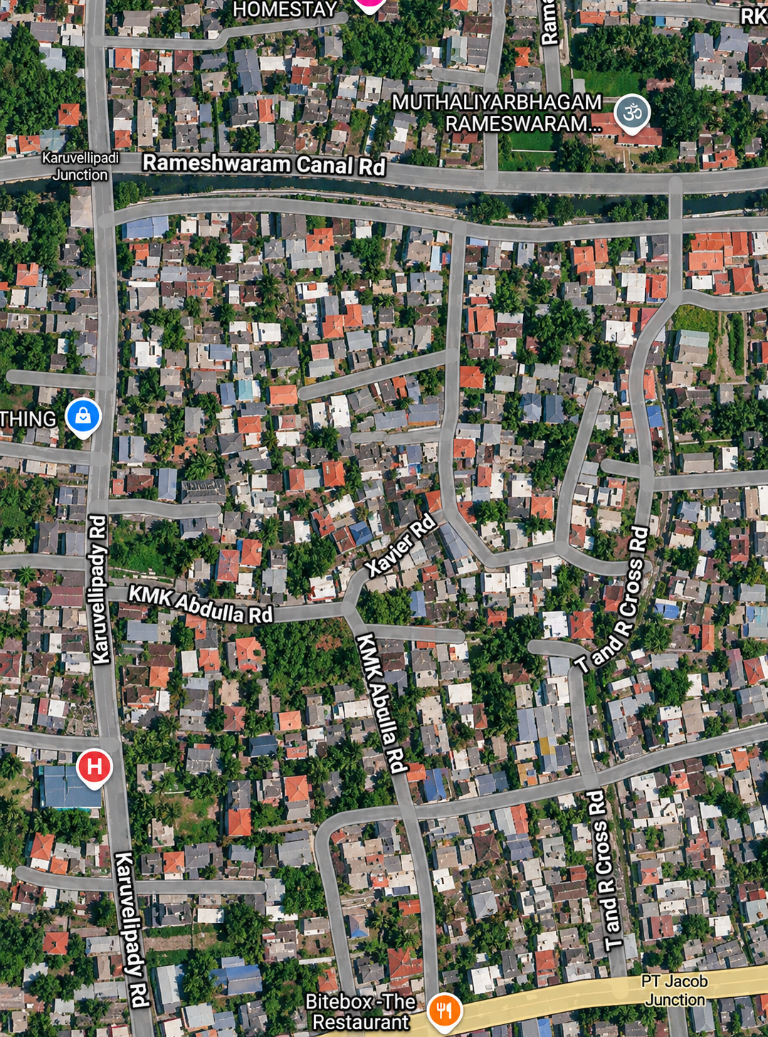 HOMESTAY
Rama
RK
MUTHALIYARBHAGAM
RAMESWARAM...
ॐ
Karuvellipadi
Junction
Rameshwaram Canal Rd
THING
Karuvellipady Rd
Xavier Rd
KMK Abdulla Rd
T and R Cross Rd
KMK Abulla Rd
H
T and R Cross Rd
Karuvelipady Rd
PT Jacob
Junction
Bitebox -The
Restaurant